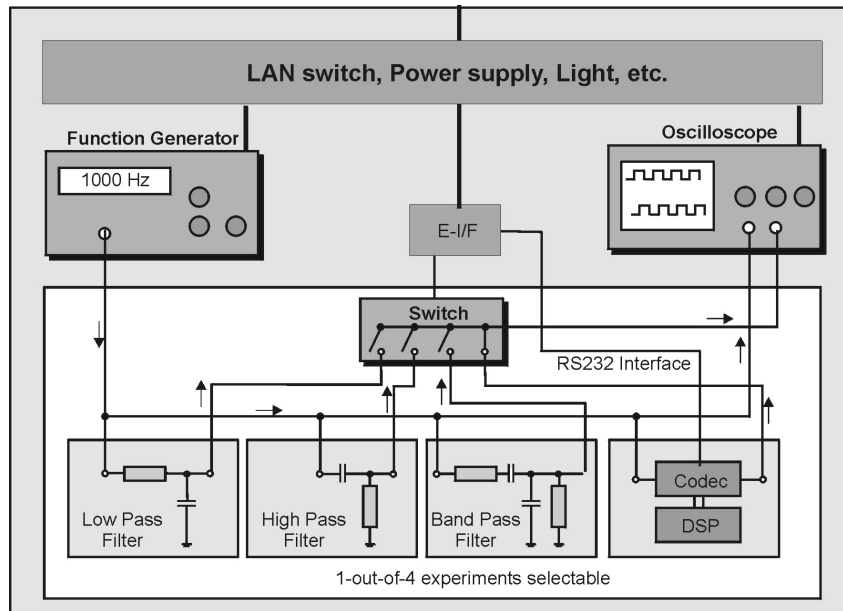 LAN switch, Power supply, Light, etc.
Function Generator
Oscilloscope
1000 Hz
E-I/F
Switch
RS232 Interface
Low Pass
Filter
High Pass
Filter
Band Pass
Filter
Codec
DSP
1-out-of-4 experiments selectable